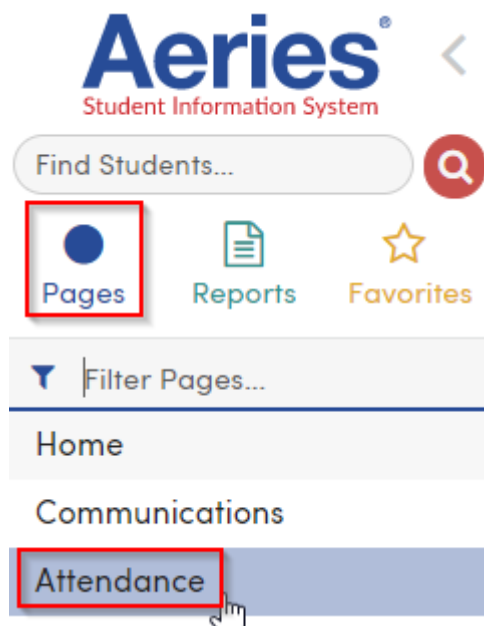 Aeries®
Student Information System
Find Students...
Pages Reports Favorites
Filter Pages...
Home
Communications
Attendance